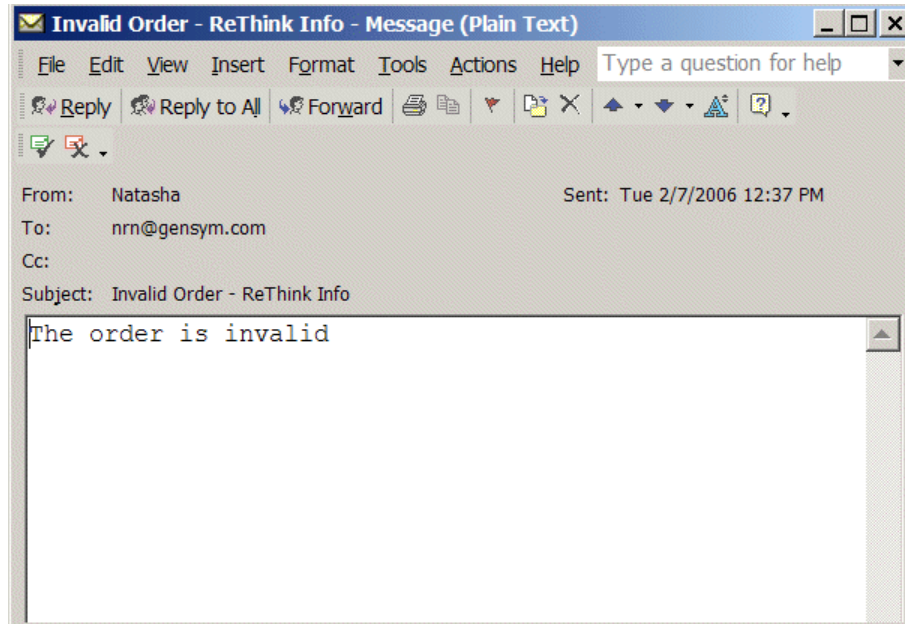 Invalid Order - ReThink Info - Message (Plain Text)
File Edit View Insert Format Tools Actions Help Type a question for help
Reply Reply to All Forward
From: Natasha Sent: Tue 2/7/2006 12:37 PM
To: nrn@gensym.com
Cc:
Subject: Invalid Order - ReThink Info
The order is invalid